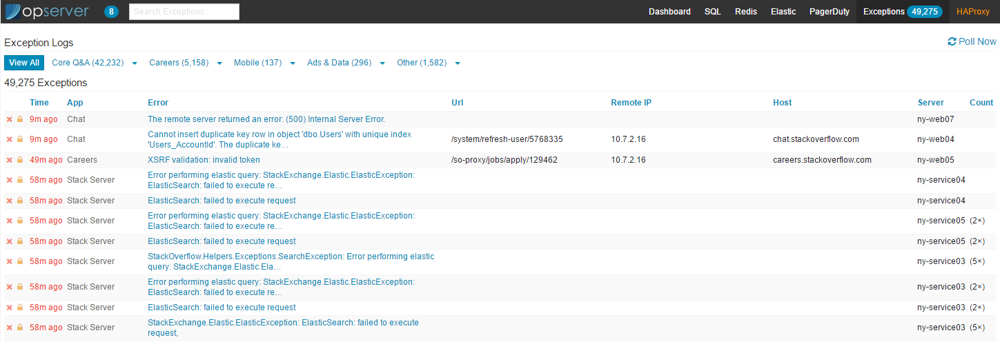 opserver 8 Search Exceptions... Dashboard SQL Redis Elastic PagerDuty Exceptions 49,275 HAProxy
Exception Logs Poll Now
View All Core Q&A (42,232) Careers (5,158) Mobile (137) Ads & Data (296) Other (1,582)
49,275 Exceptions
Time App Error Url Remote IP Host Server Count
9m ago Chat The remote server returned an error: (500) Internal Server Error. ny-web07
9m ago Chat Cannot insert duplicate key row in object 'dbo.Users' with unique index
'Users_AccountId'. The duplicate ke… /system/refresh-user/5768335 10.7.2.16 chat.stackoverflow.com ny-web04
49m ago Careers XSRF validation: invalid token /so-proxy/jobs/apply/129462 10.7.2.16 careers.stackoverflow.com ny-web05
58m ago Stack Server Error performing elastic query: StackExchange.Elastic.ElasticException:
ElasticSearch: failed to execute re… ny-service04
58m ago Stack Server ElasticSearch: failed to execute request ny-service04
58m ago Stack Server Error performing elastic query: StackExchange.Elastic.ElasticException:
ElasticSearch: failed to execute re… ny-service05 (2×)
58m ago Stack Server ElasticSearch: failed to execute request ny-service05 (2×)
58m ago Stack Server StackOverflow.Helpers.Exceptions.SearchException: Error performing elastic
query: StackExchange.Elastic.Ela… ny-service03 (5×)
58m ago Stack Server Error performing elastic query: StackExchange.Elastic.ElasticException:
ElasticSearch: failed to execute re… ny-service03 (2×)
58m ago Stack Server ElasticSearch: failed to execute request ny-service03 (2×)
58m ago Stack Server StackExchange.Elastic.ElasticException: ElasticSearch: failed to execute
request, ny-service03 (5×)